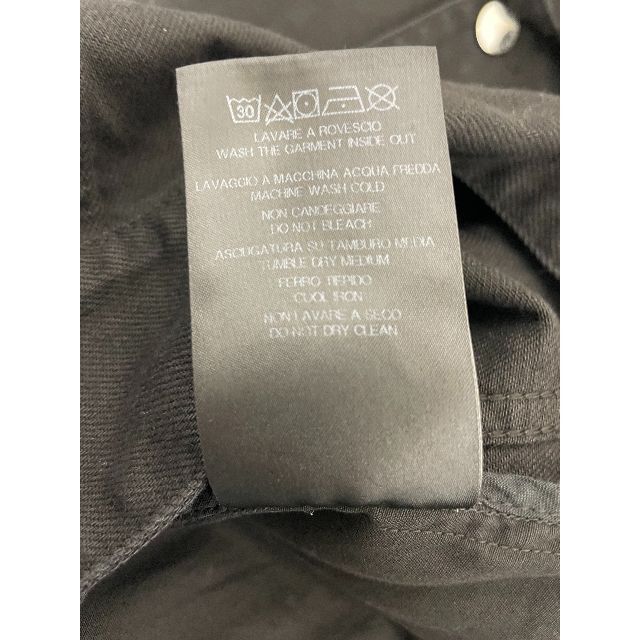 30
LAVARE A ROVESCIO
WASH THE GARMENT INSIDE OUT
LAVAGGIO A MACCHINA ACQUA FREDDA
MACHINE WASH COLD
NON CANDEGGIARE
DO NOT BLEACH
ASCIUGATURA SU TAMBURO MEDIA
TUMBLE DRY MEDIUM
FERRO TIEPIDO
COOL IRON
NON LAVARE A SECO
DO NOT DRY CLEAN